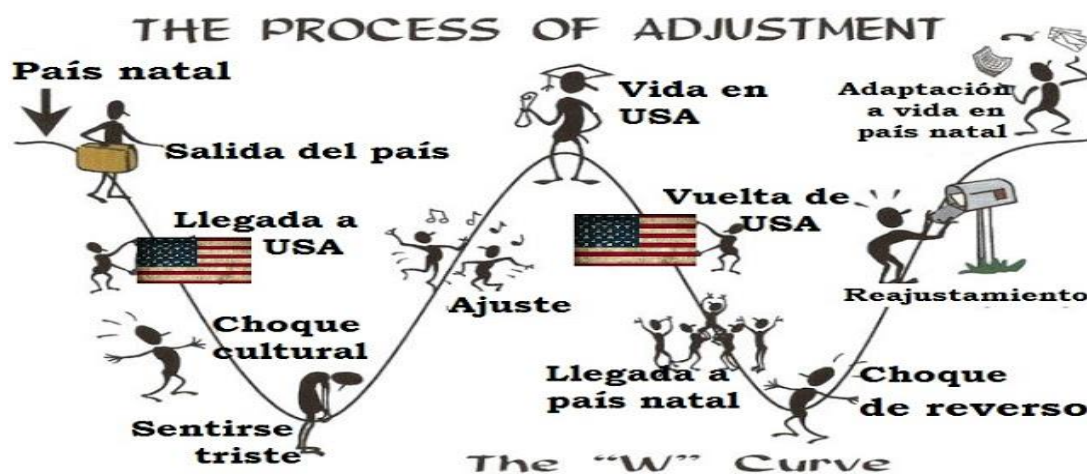 THE PROCESS OF ADJUSTMENT
País natal
Salida del país
Llegada a
USA
Choque
cultural
Sentirse
triste
Ajuste
Vida en
USA
Vuelta de
USA
Llegada a
país natal
Choque
de reverso
Reajustamiento
Adaptación
a vida en
país natal
The "W" Curve